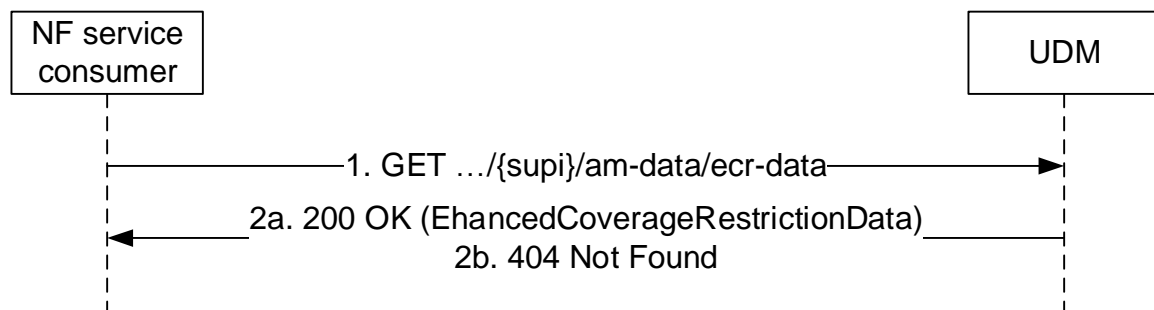 NF service
consumer
UDM
1. GET …/{supi}/am-data/ecr-data
2a. 200 OK (EhancedCoverageRestrictionData)
2b. 404 Not Found